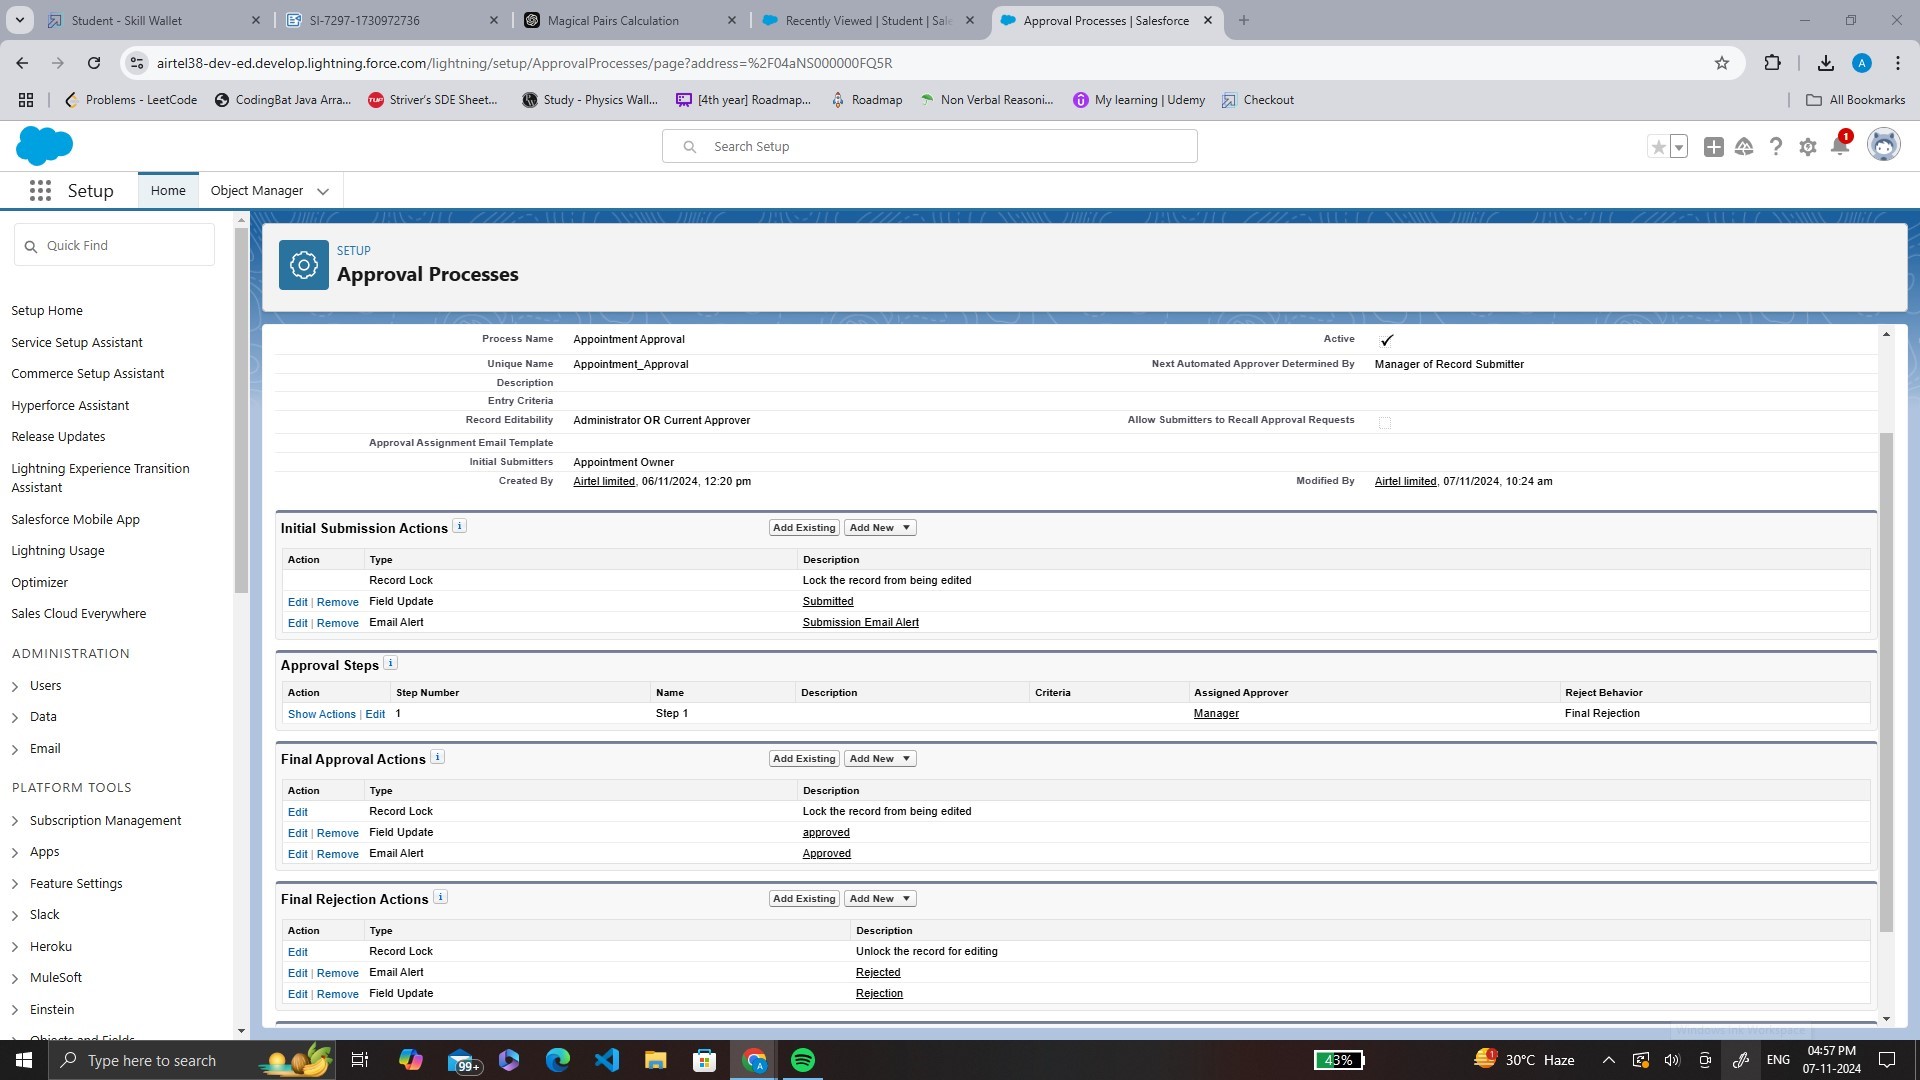 Student - Skill Wallet
SI-7297-1730972736
Magical Pairs Calculation
Recently Viewed | Student | Sale
Approval Processes | Salesforce
airtel38-dev-ed.develop.lightning.force.com/lightning/setup/ApprovalProcesses/page?address=%2F04aNS000000FQ5R
A
Problems - LeetCode
CodingBat Java Arra...
Striver's SDE Sheet...
Study - Physics Wall...
[4th year] Roadmap...
Roadmap
Non Verbal Reasoni...
My learning | Udemy
Checkout
All Bookmarks
Search Setup
1
Setup
Home
Object Manager
Quick Find
Setup Home
Service Setup Assistant
Commerce Setup Assistant
Hyperforce Assistant
Release Updates
Lightning Experience Transition
Assistant
Salesforce Mobile App
Lightning Usage
Optimizer
Sales Cloud Everywhere
ADMINISTRATION
Users
Data
Email
PLATFORM TOOLS
Subscription Management
Apps
Feature Settings
Slack
Heroku
MuleSoft
Einstein
Objects and Fields
SETUP
Approval Processes
Process Name Appointment Approval Active
Unique Name Appointment_Approval Next Automated Approver Determined By Manager of Record Submitter
Description
Entry Criteria
Record Editability Administrator OR Current Approver Allow Submitters to Recall Approval Requests
Approval Assignment Email Template
Initial Submitters Appointment Owner
Created By Airtel limited, 06/11/2024, 12:20 pm Modified By Airtel limited, 07/11/2024, 10:24 am
Initial Submission Actions i Add Existing Add New
Action Type Description
Record Lock Lock the record from being edited
Edit | Remove Field Update Submitted
Edit | Remove Email Alert Submission Email Alert
Approval Steps i
Action Step Number Name Description Criteria Assigned Approver Reject Behavior
Show Actions | Edit 1 Step 1 Manager Final Rejection
Final Approval Actions i Add Existing Add New
Action Type Description
Edit Record Lock Lock the record from being edited
Edit | Remove Field Update approved
Edit | Remove Email Alert Approved
Final Rejection Actions i Add Existing Add New
Action Type Description
Edit Record Lock Unlock the record for editing
Edit | Remove Email Alert Rejected
Edit | Remove Field Update Rejection
Windows Ink Workspace
Type here to search
99+
A
43%
1
30°C Haze
ENG
04:57 PM
07-11-2024